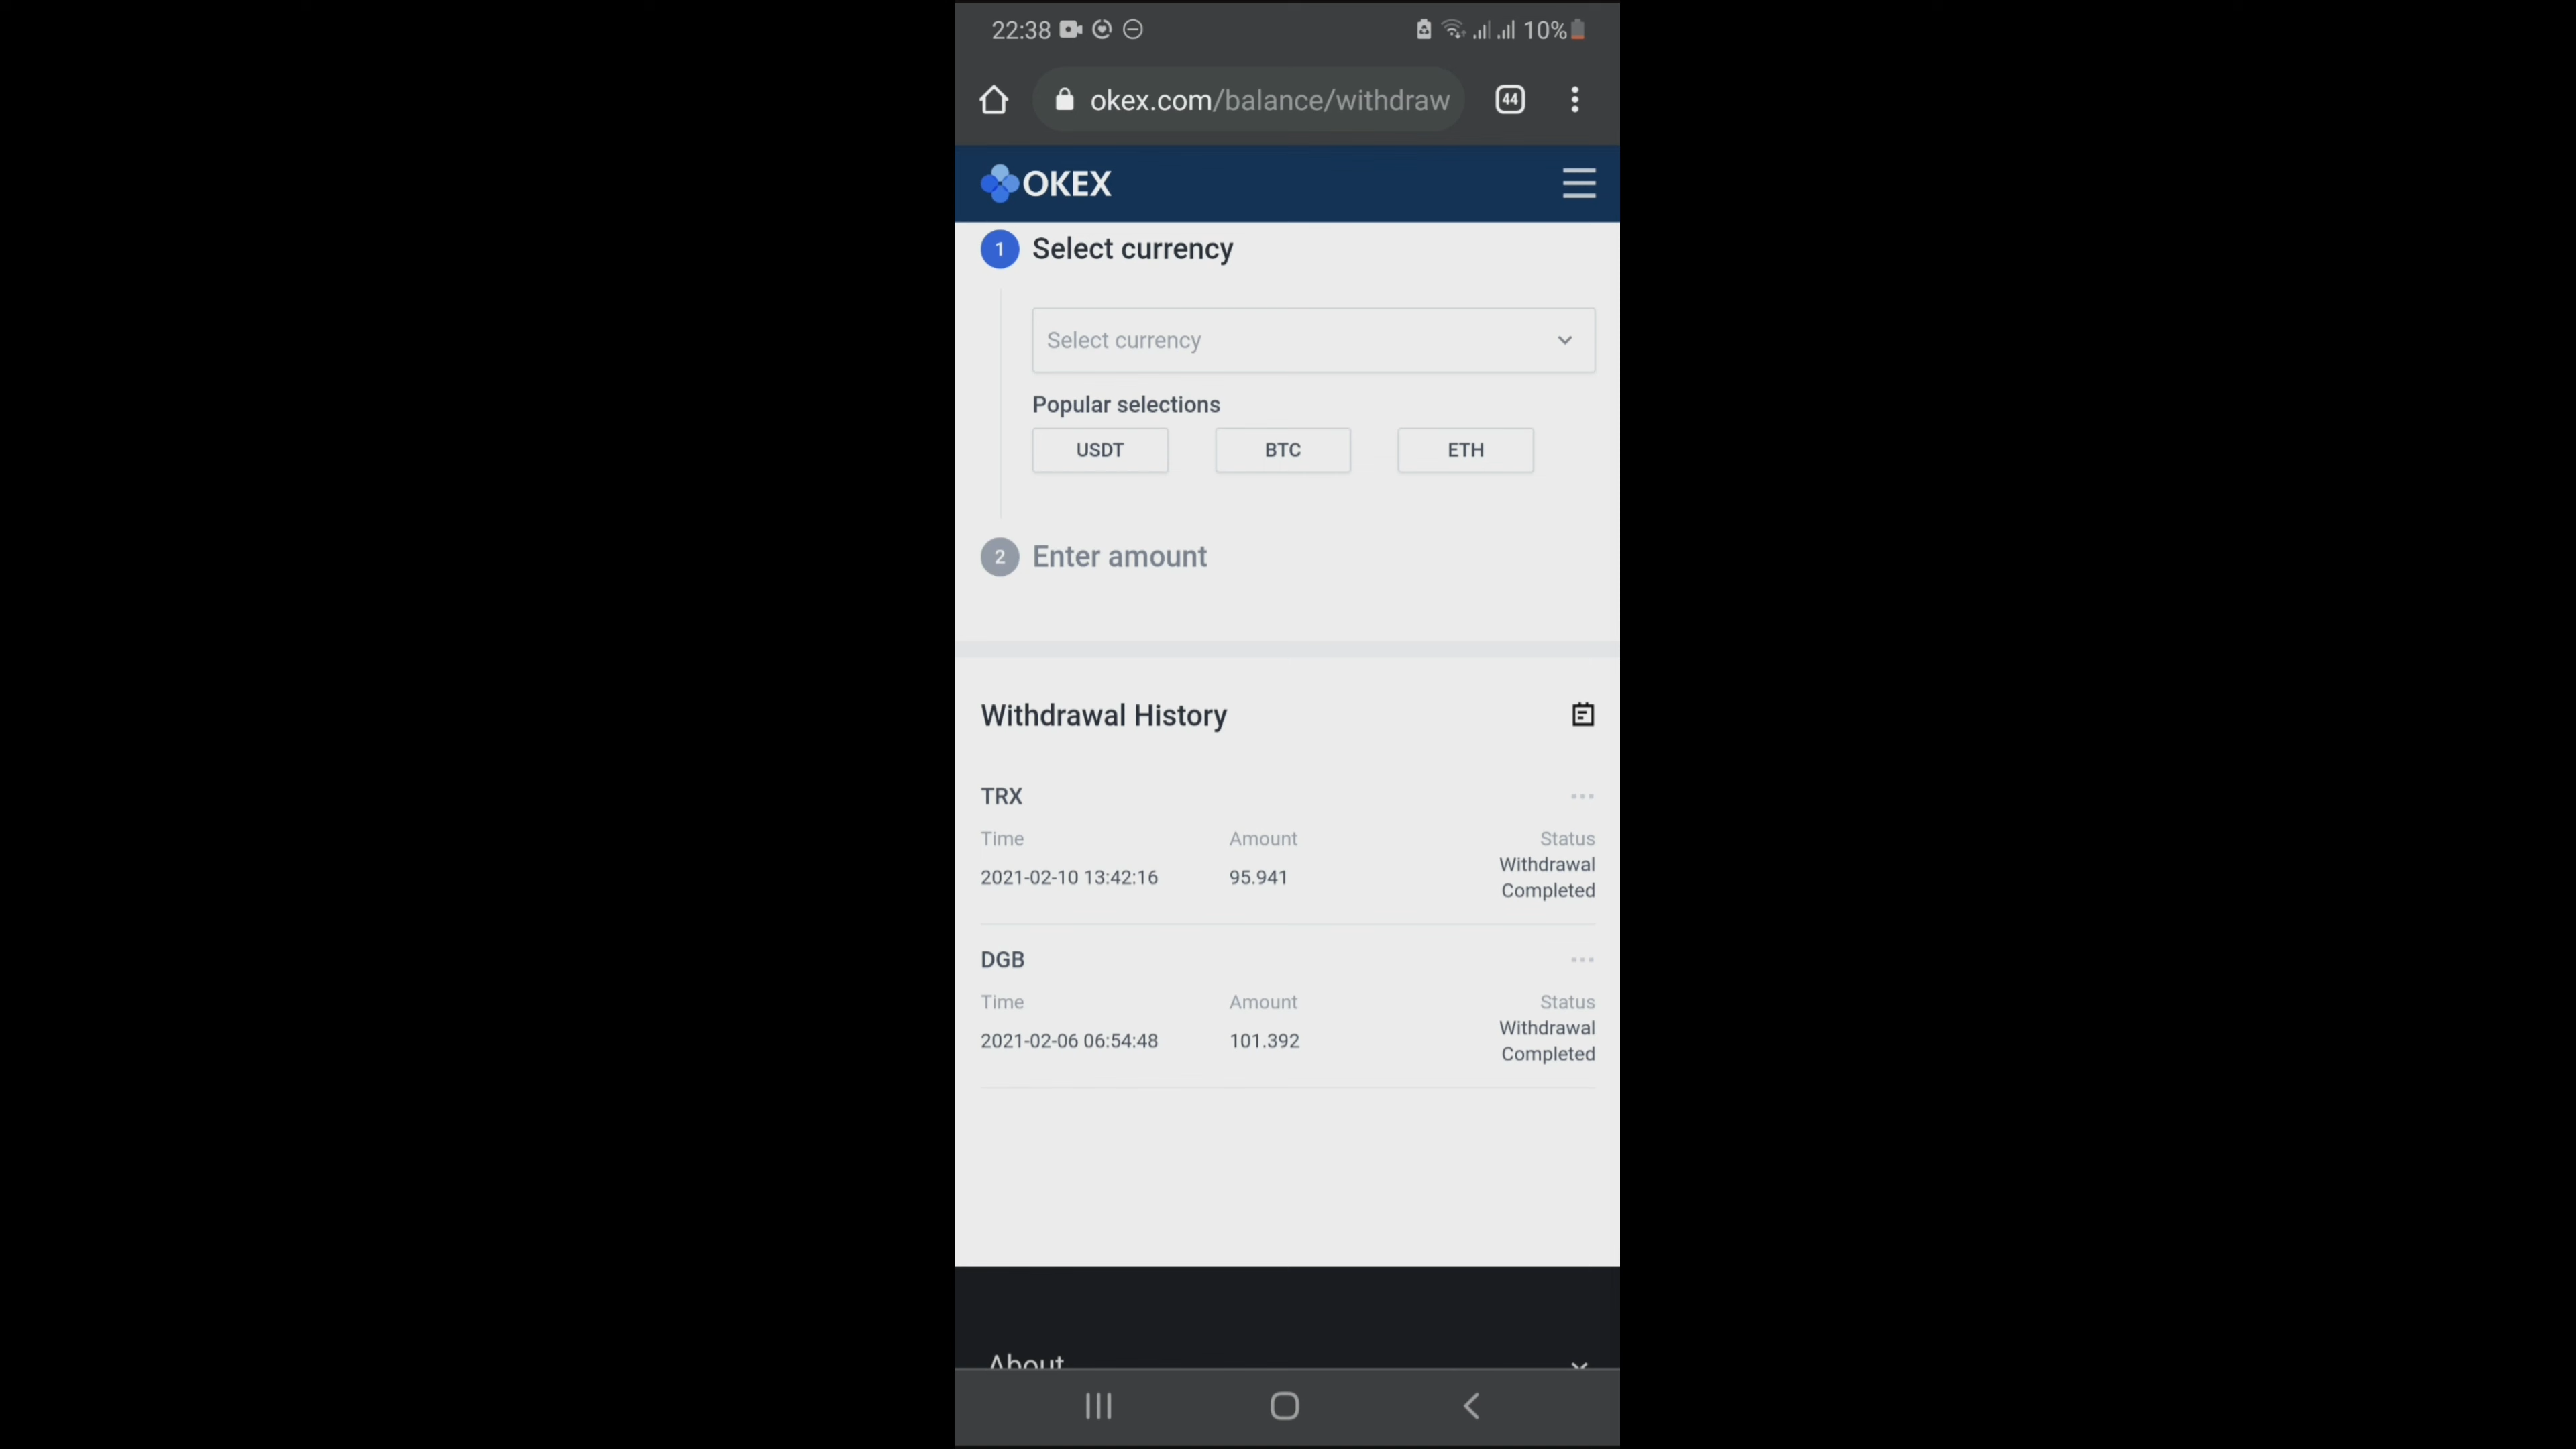 22:38 10%
okex.com/balance/withdraw 44
OKEX
1 Select currency
Select currency
Popular selections
USDT BTC ETH
2 Enter amount
Withdrawal History
TRX
Time Amount Status
2021-02-10 13:42:16 95.941 Withdrawal
Completed
DGB
Time Amount Status
2021-02-06 06:54:48 101.392 Withdrawal
Completed
About